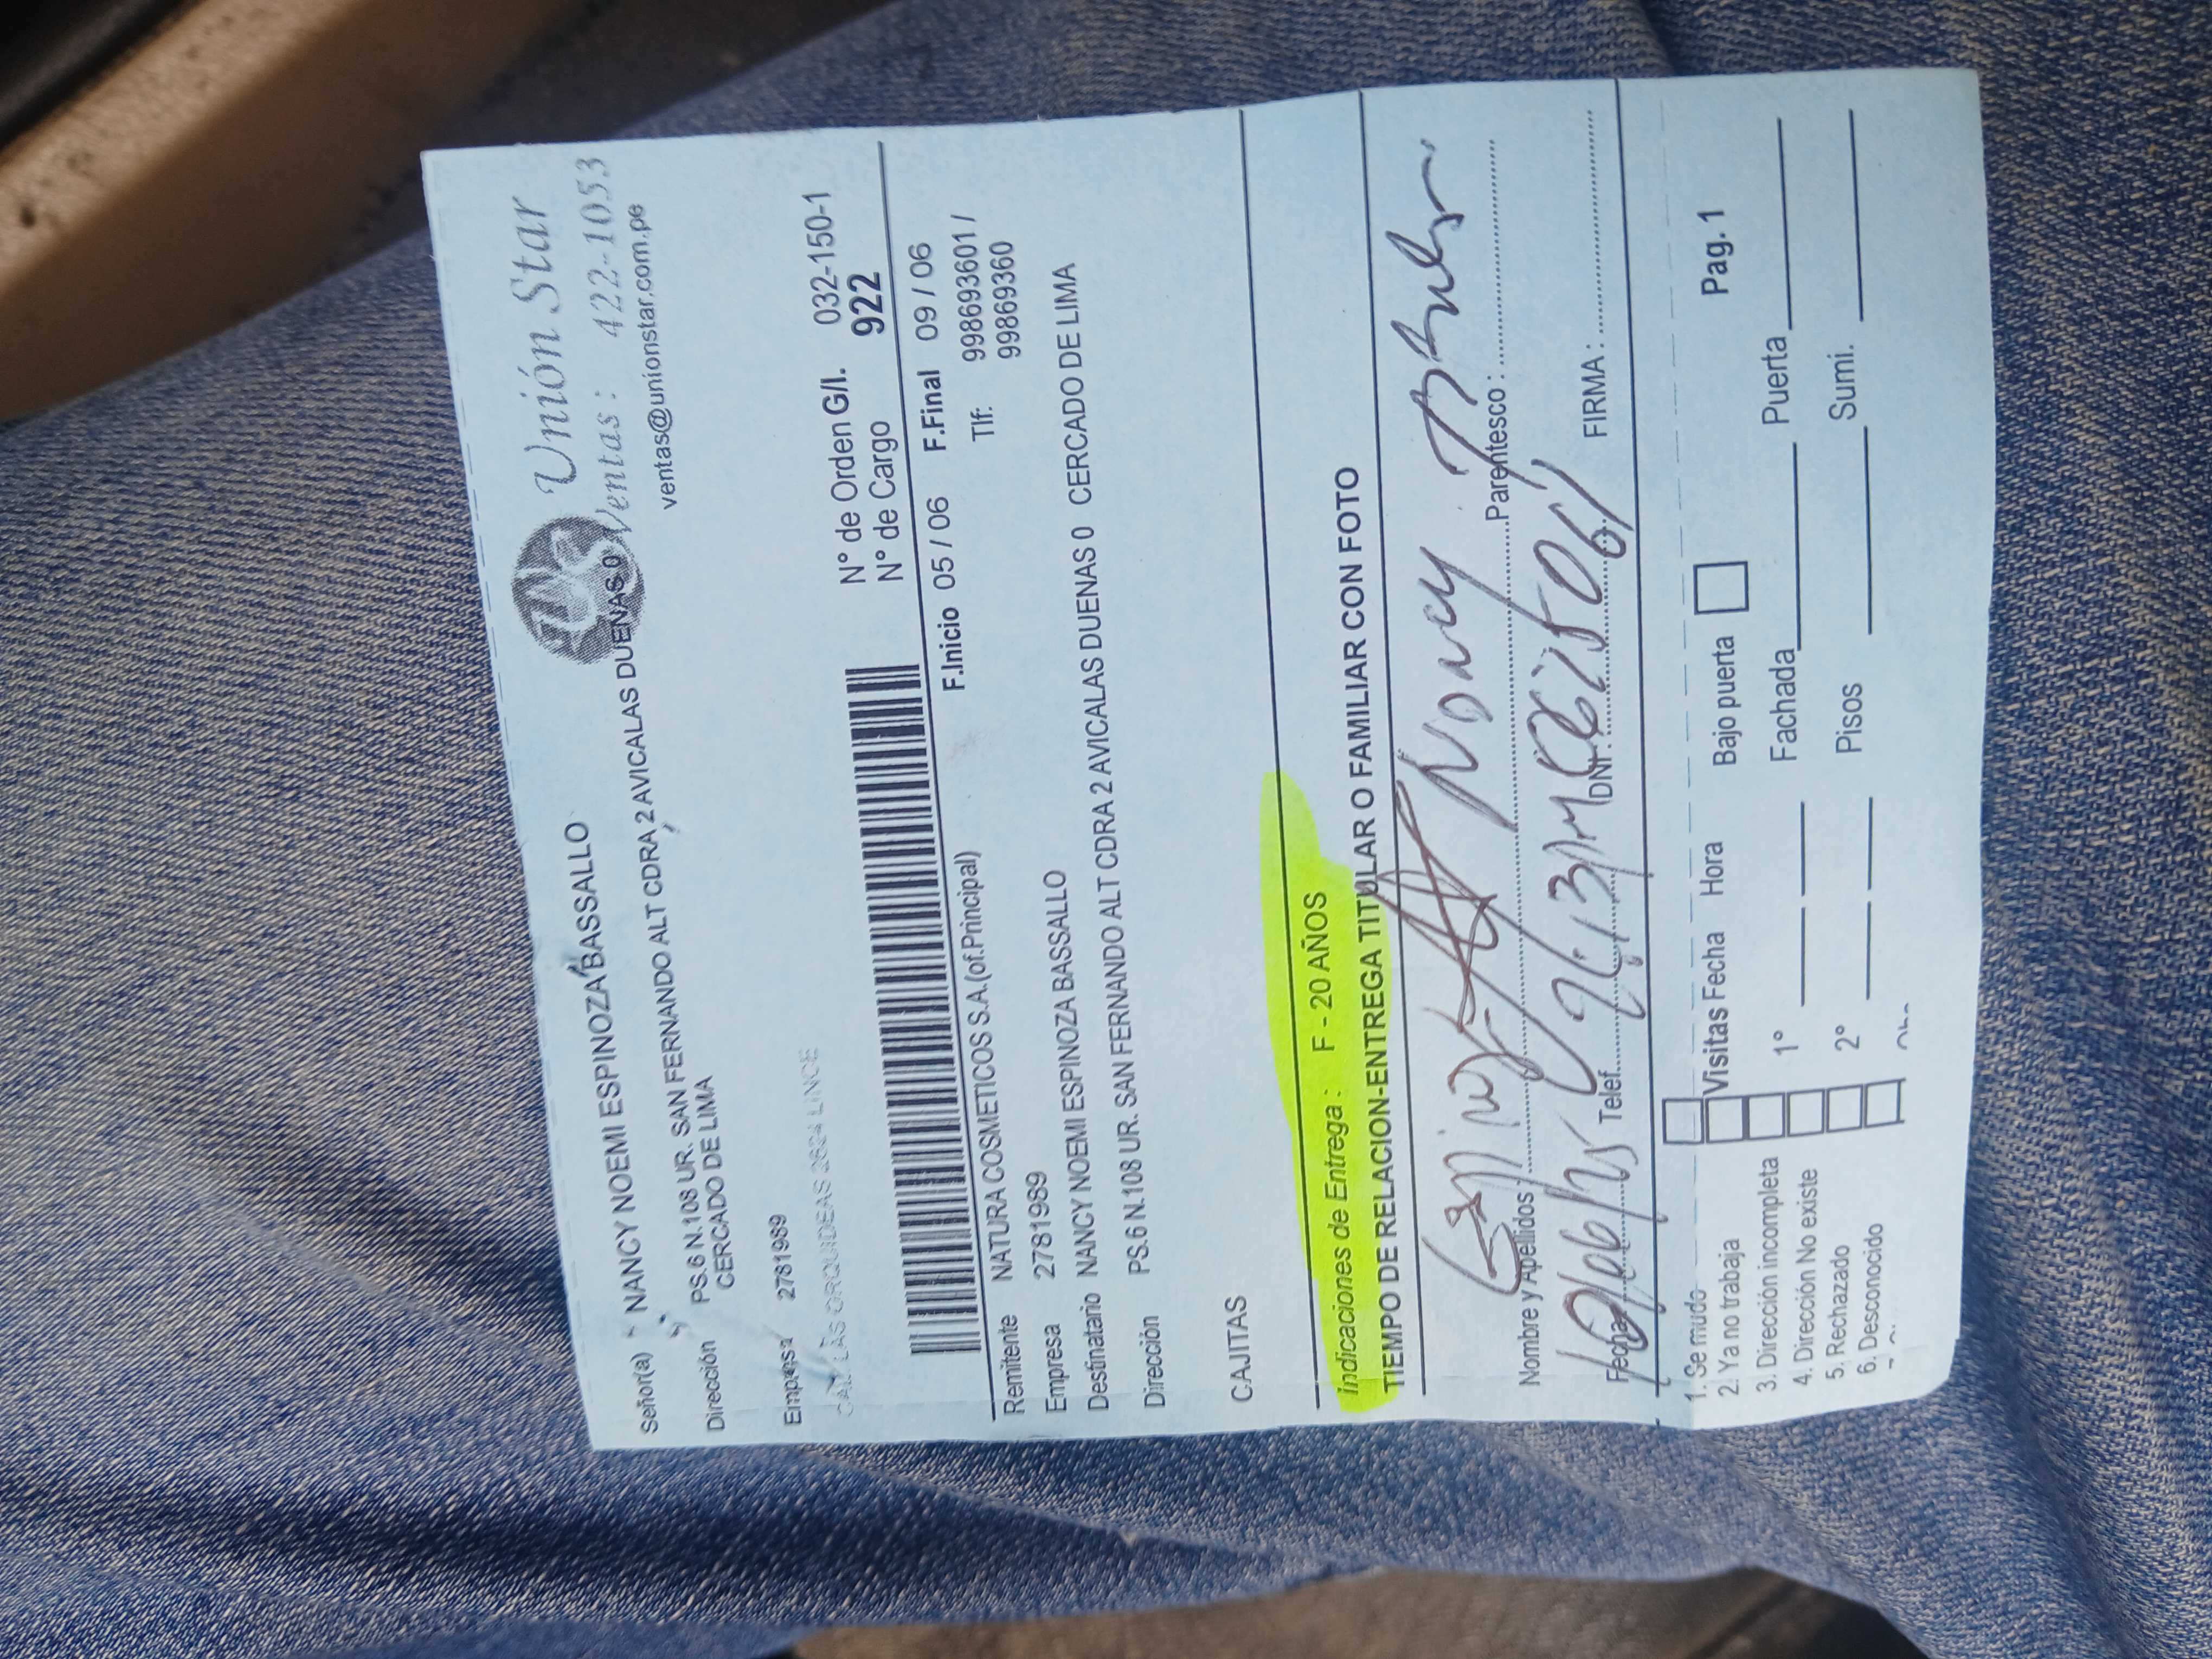 Unión Star
Ventas: 422-1053
ventas@unionstar.com.pe
Señor(a) NANCY NOEMI ESPINOZA BASSALLO
Dirección PS.6 N.108 UR. SAN FERNANDO ALT CDRA 2 AVICALAS DUENAS 0
CERCADO DE LIMA
Empresa 2781989
CALLE LAS ORQUIDEAS 2634 LINCE
N° de Orden G/I. 032-150-1
N° de Cargo 922
F.Inicio 05 / 06 F.Final 09 / 06
Remitente NATURA COSMETICOS S.A.(of.Principal) Tlf. 998693601 /
Empresa 2781989 99869360
Destinatario NANCY NOEMI ESPINOZA BASSALLO
Dirección PS.6 N.108 UR. SAN FERNANDO ALT CDRA 2 AVICALAS DUENAS 0 CERCADO DE LIMA
CAJITAS
Indicaciones de Entrega : F - 20 AÑOS
TIEMPO DE RELACION-ENTREGA TITULAR O FAMILIAR CON FOTO
Nancy
Nombre y Apellidos: Parentesco :
Fecha Telef. DNI: FIRMA :
1. Se mudo
2. Ya no trabaja Visitas Fecha Hora Bajo puerta Pag. 1
3. Dirección incompleta 1° Fachada Puerta
4. Dirección No existe
5. Rechazado 2° Pisos Sumi.
6. Desconocido